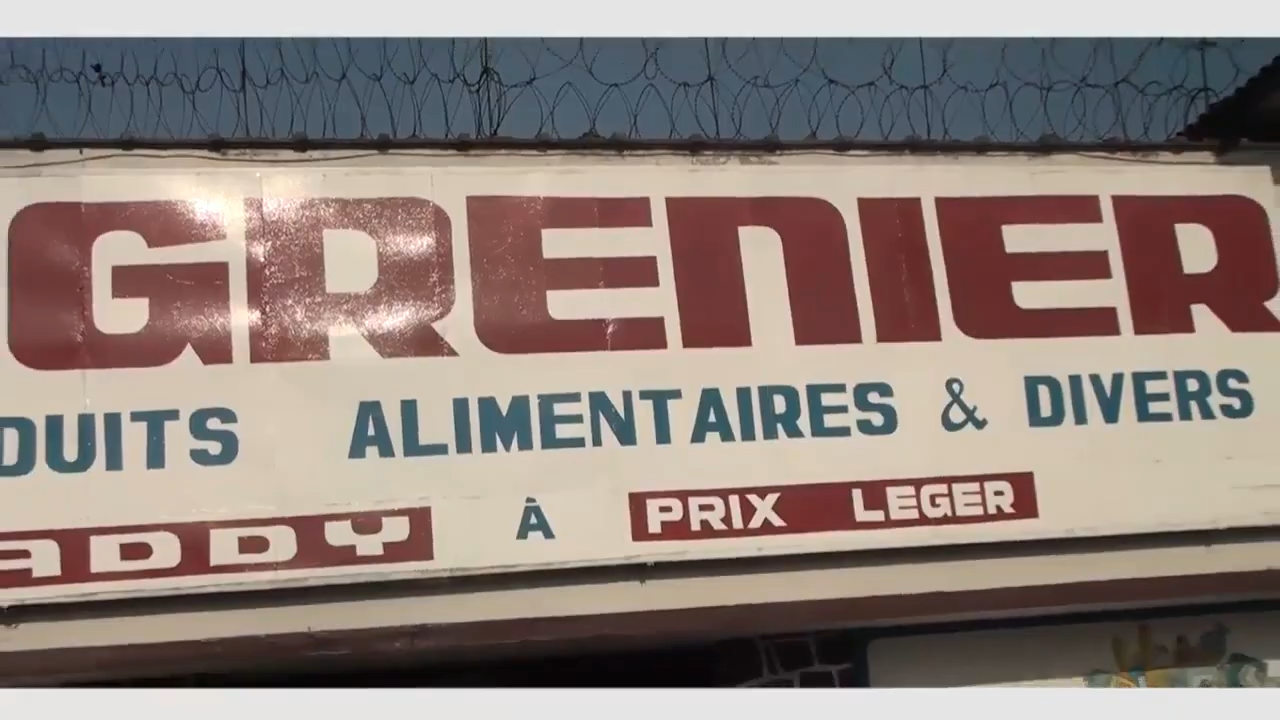 GRENIER
DUITS ALIMENTAIRES & DIVERS
ADDY À PRIX LEGER